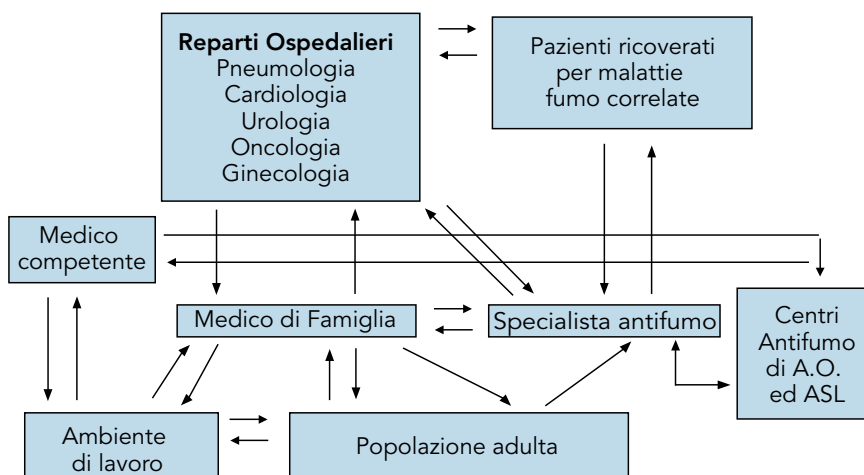 Reparti Ospedalieri
Pneumologia
Cardiologia
Urologia
Oncologia
Ginecologia
Pazienti ricoverati
per malattie
fumo correlate
Medico
competente
Medico di Famiglia
Specialista antifumo
Centri
Antifumo
di A.O.
ed ASL
Ambiente
di lavoro
Popolazione adulta